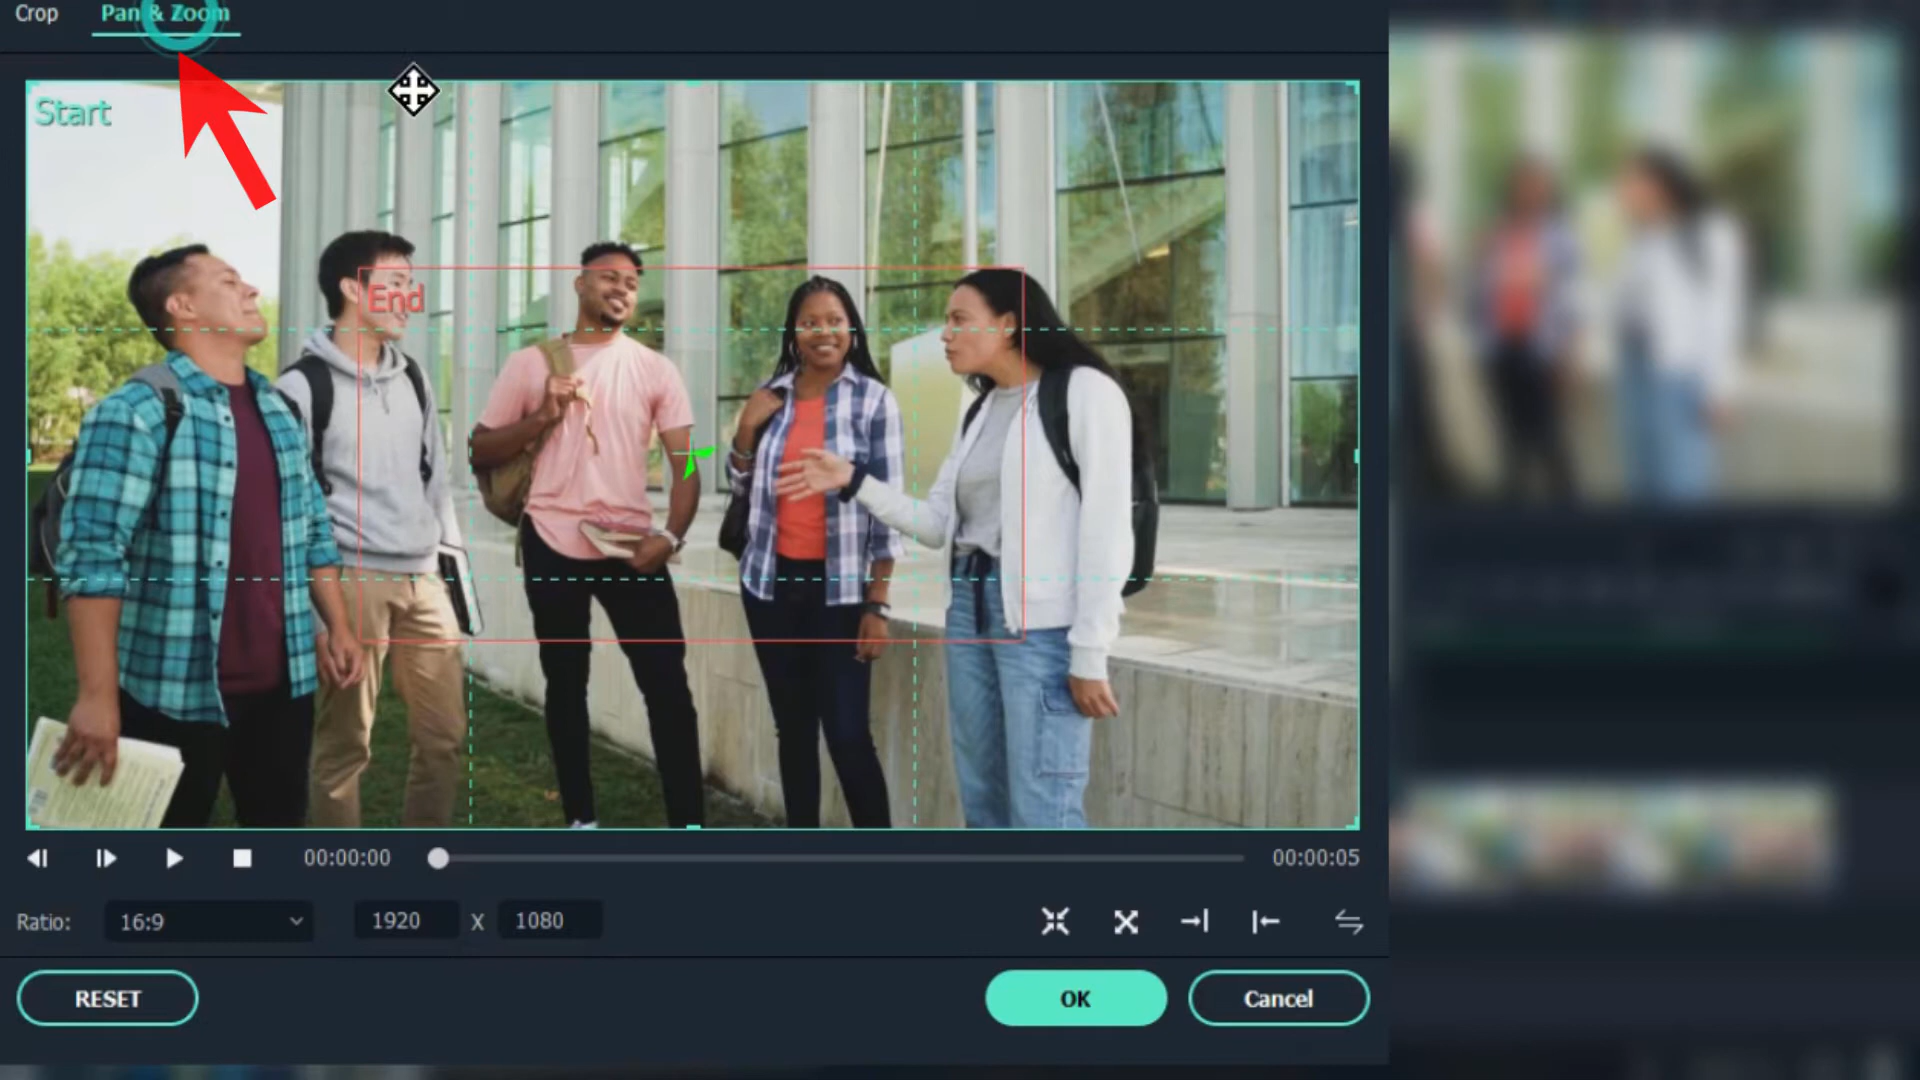 Crop Pan & Zoom
Start
End
00:00:00 00:00:05
Ratio: 16:9 1920 X 1080
RESET OK Cancel